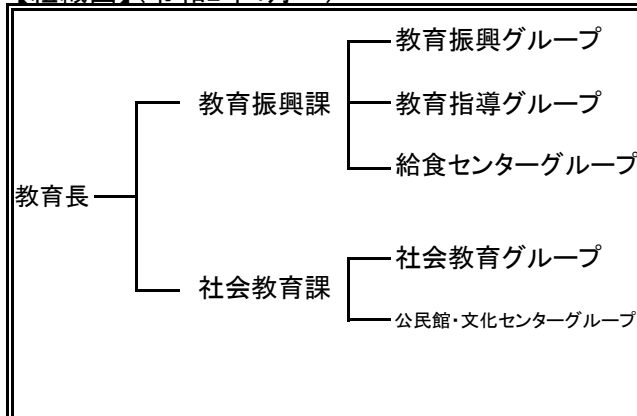 教育振興グループ
教育振興課
教育指導グループ
給食センターグループ
教育長
社会教育グループ
社会教育課
公民館・文化センターグループ